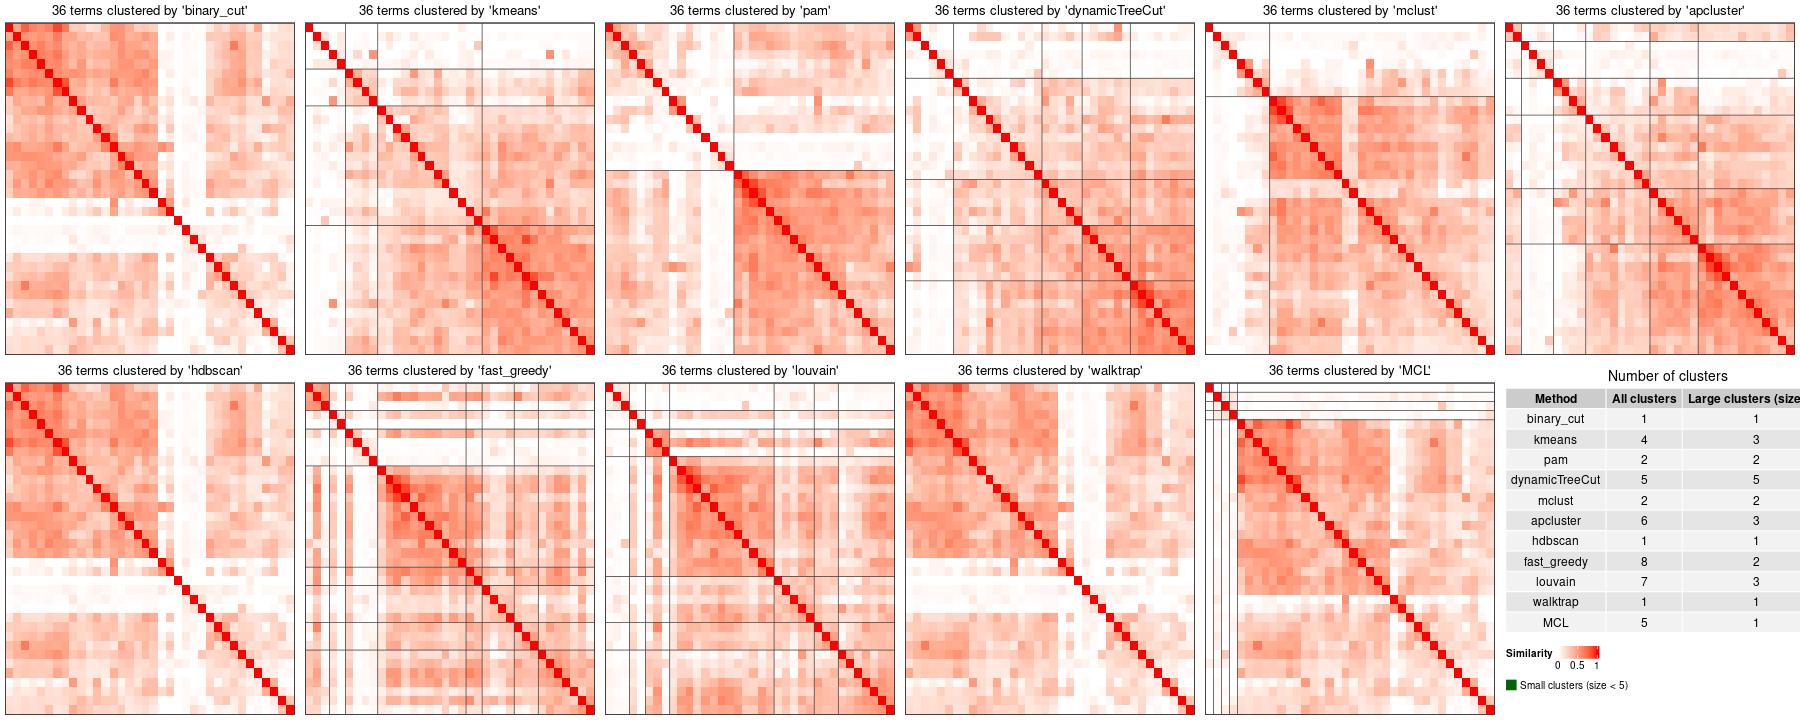 36 terms clustered by 'binary_cut'
36 terms clustered by 'kmeans'
36 terms clustered by 'pam'
36 terms clustered by 'dynamicTreeCut'
36 terms clustered by 'mclust'
36 terms clustered by 'apcluster'
36 terms clustered by 'hdbscan'
36 terms clustered by 'fast_greedy'
36 terms clustered by 'louvain'
36 terms clustered by 'walktrap'
36 terms clustered by 'MCL'
Number of clusters
Method All clusters Large clusters (size
binary_cut 1 1
kmeans 4 3
pam 2 2
dynamicTreeCut 5 5
mclust 2 2
apcluster 6 3
hdbscan 1 1
fast_greedy 8 2
louvain 7 3
walktrap 1 1
MCL 5 1
Similarity
0 0.5 1
Small clusters (size < 5)